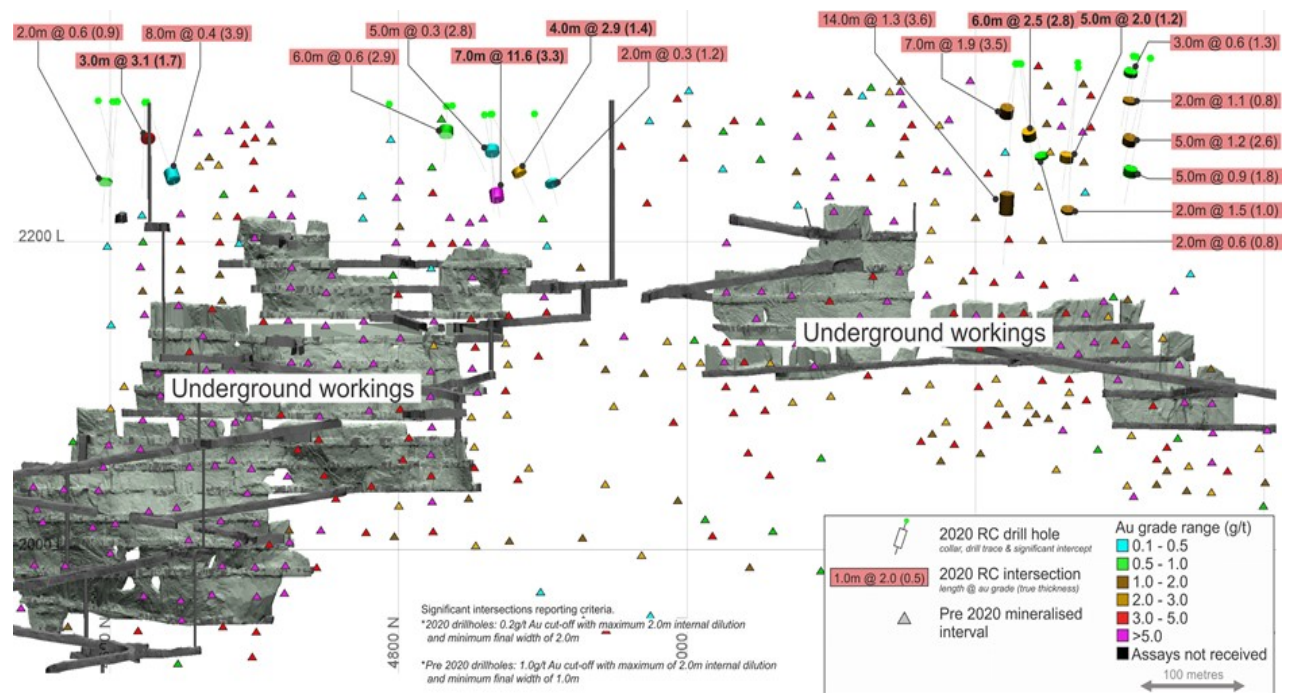 2.0m @ 0.6 (0.9)
8.0m @ 0.4 (3.9)
3.0m @ 3.1 (1.7)
5.0m @ 0.3 (2.8)
4.0m @ 2.9 (1.4)
6.0m @ 0.6 (2.9)
7.0m @ 11.6 (3.3)
2.0m @ 0.3 (1.2)
14.0m @ 1.3 (3.6)
6.0m @ 2.5 (2.8)
5.0m @ 2.0 (1.2)
7.0m @ 1.9 (3.5)
3.0m @ 0.6 (1.3)
2.0m @ 1.1 (0.8)
5.0m @ 1.2 (2.6)
5.0m @ 0.9 (1.8)
2.0m @ 1.5 (1.0)
2.0m @ 0.6 (0.8)
2200 L
Underground workings
Underground workings
2000 L
4800 N
Significant intersections reporting criteria.
*2020 drillholes: 0.2g/t Au cut-off with maximum 2.0m internal dilution
and minimum final width of 2.0m
*Pre 2020 drillholes: 1.0g/t Au cut-off with maximum of 2.0m internal dilution
and minimum final width of 1.0m
2020 RC drill hole
collar, drill trace & significant intercept
1.0m @ 2.0 (0.5)
2020 RC intersection
length @ au grade (true thickness)
Pre 2020 mineralised
interval
Au grade range (g/t)
0.1 - 0.5
0.5 - 1.0
1.0 - 2.0
2.0 - 3.0
3.0 - 5.0
>5.0
Assays not received
100 metres